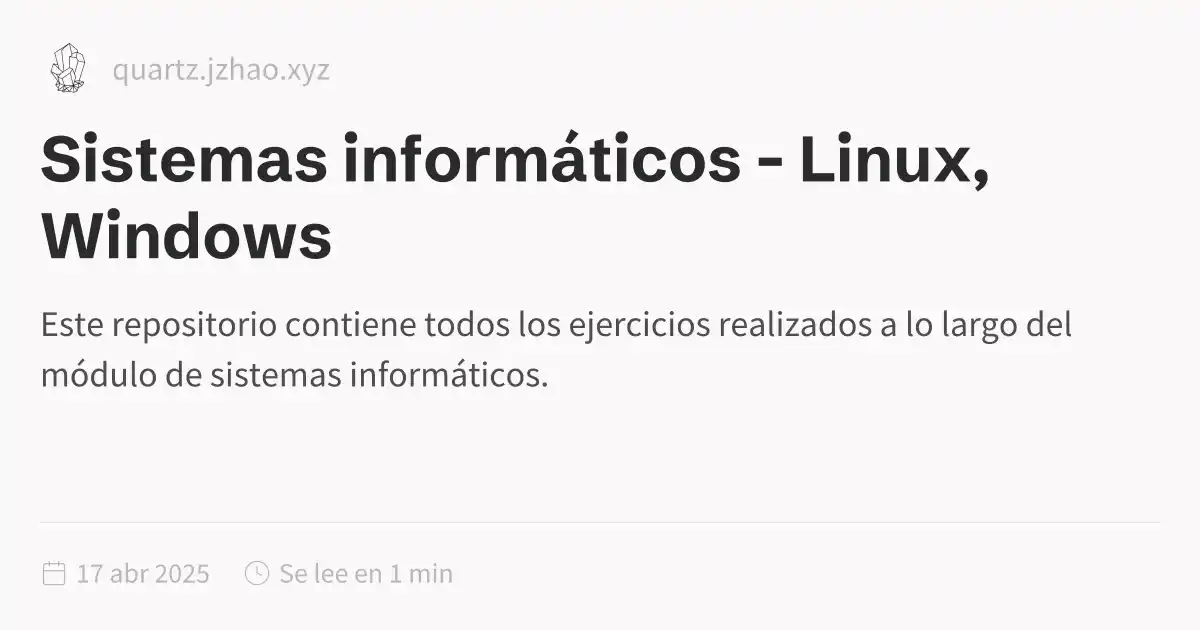 quartz.jzhao.xyz
Sistemas informáticos - Linux,
Windows
Este repositorio contiene todos los ejercicios realizados a lo largo del
módulo de sistemas informáticos.
17 abr 2025 Se lee en 1 min